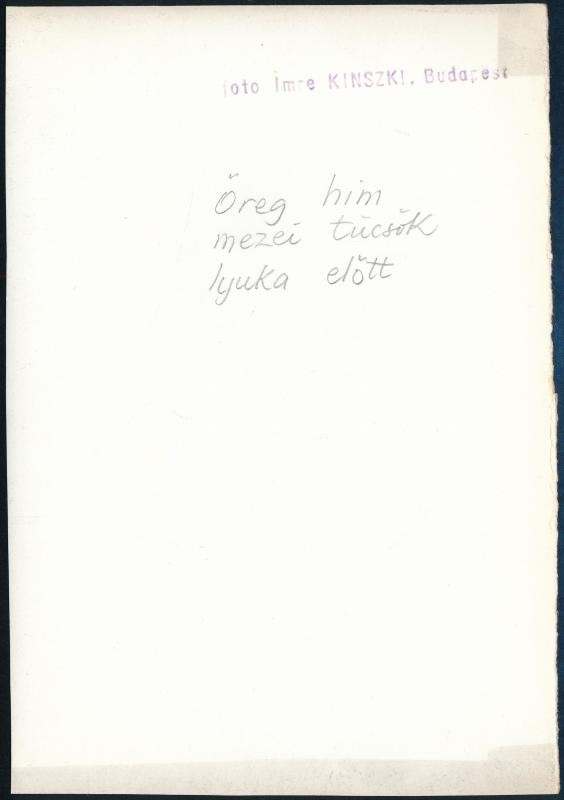 foto Imre KINSZKI. Budapest
Öreg him
mezei tücsök
lyuka előtt